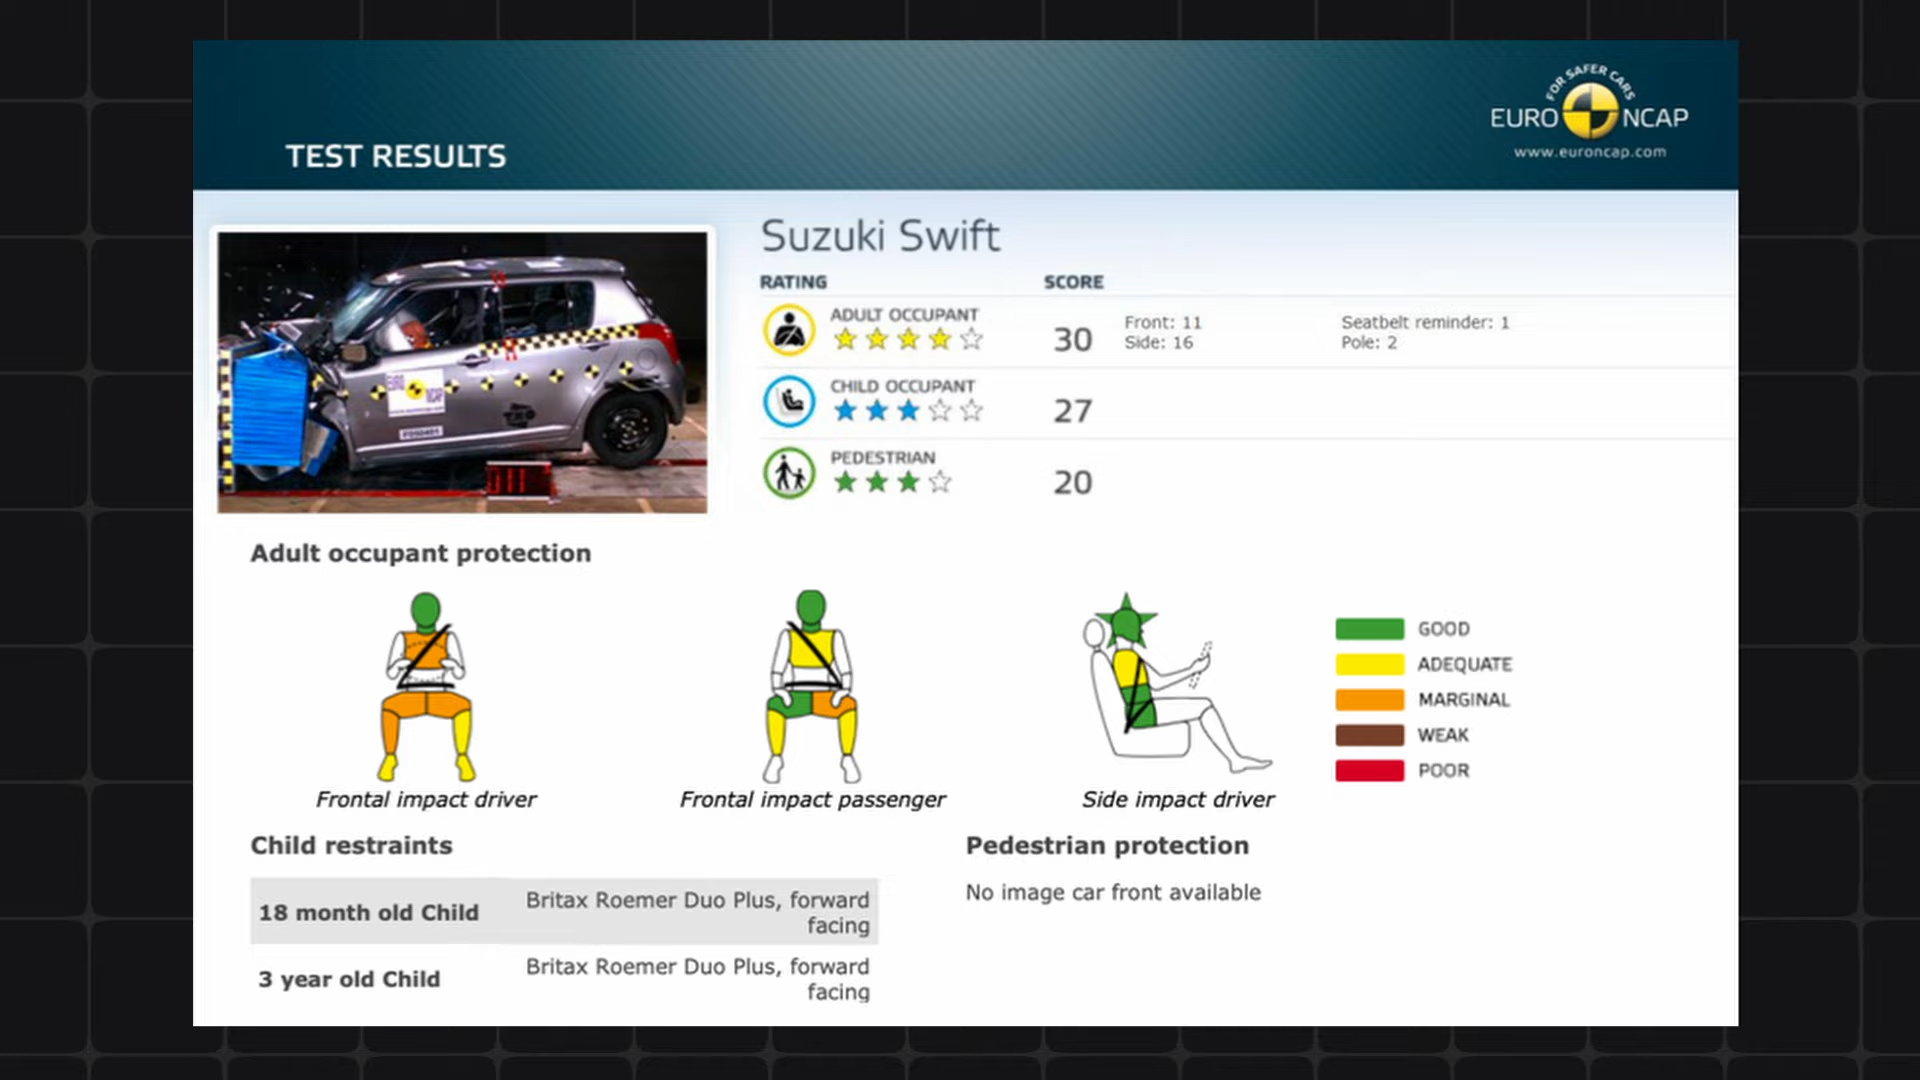 FOR SAFER CARS
EURO NCAP
www.euroncap.com
TEST RESULTS
Suzuki Swift
RATING SCORE
ADULT OCCUPANT
30
Front: 11
Side: 16
Seatbelt reminder: 1
Pole: 2
CHILD OCCUPANT
27
PEDESTRIAN
20
Adult occupant protection
GOOD
ADEQUATE
MARGINAL
WEAK
POOR
Frontal impact driver
Frontal impact passenger
Side impact driver
Child restraints
18 month old Child
Britax Roemer Duo Plus, forward
facing
3 year old Child
Britax Roemer Duo Plus, forward
facing
Pedestrian protection
No image car front available